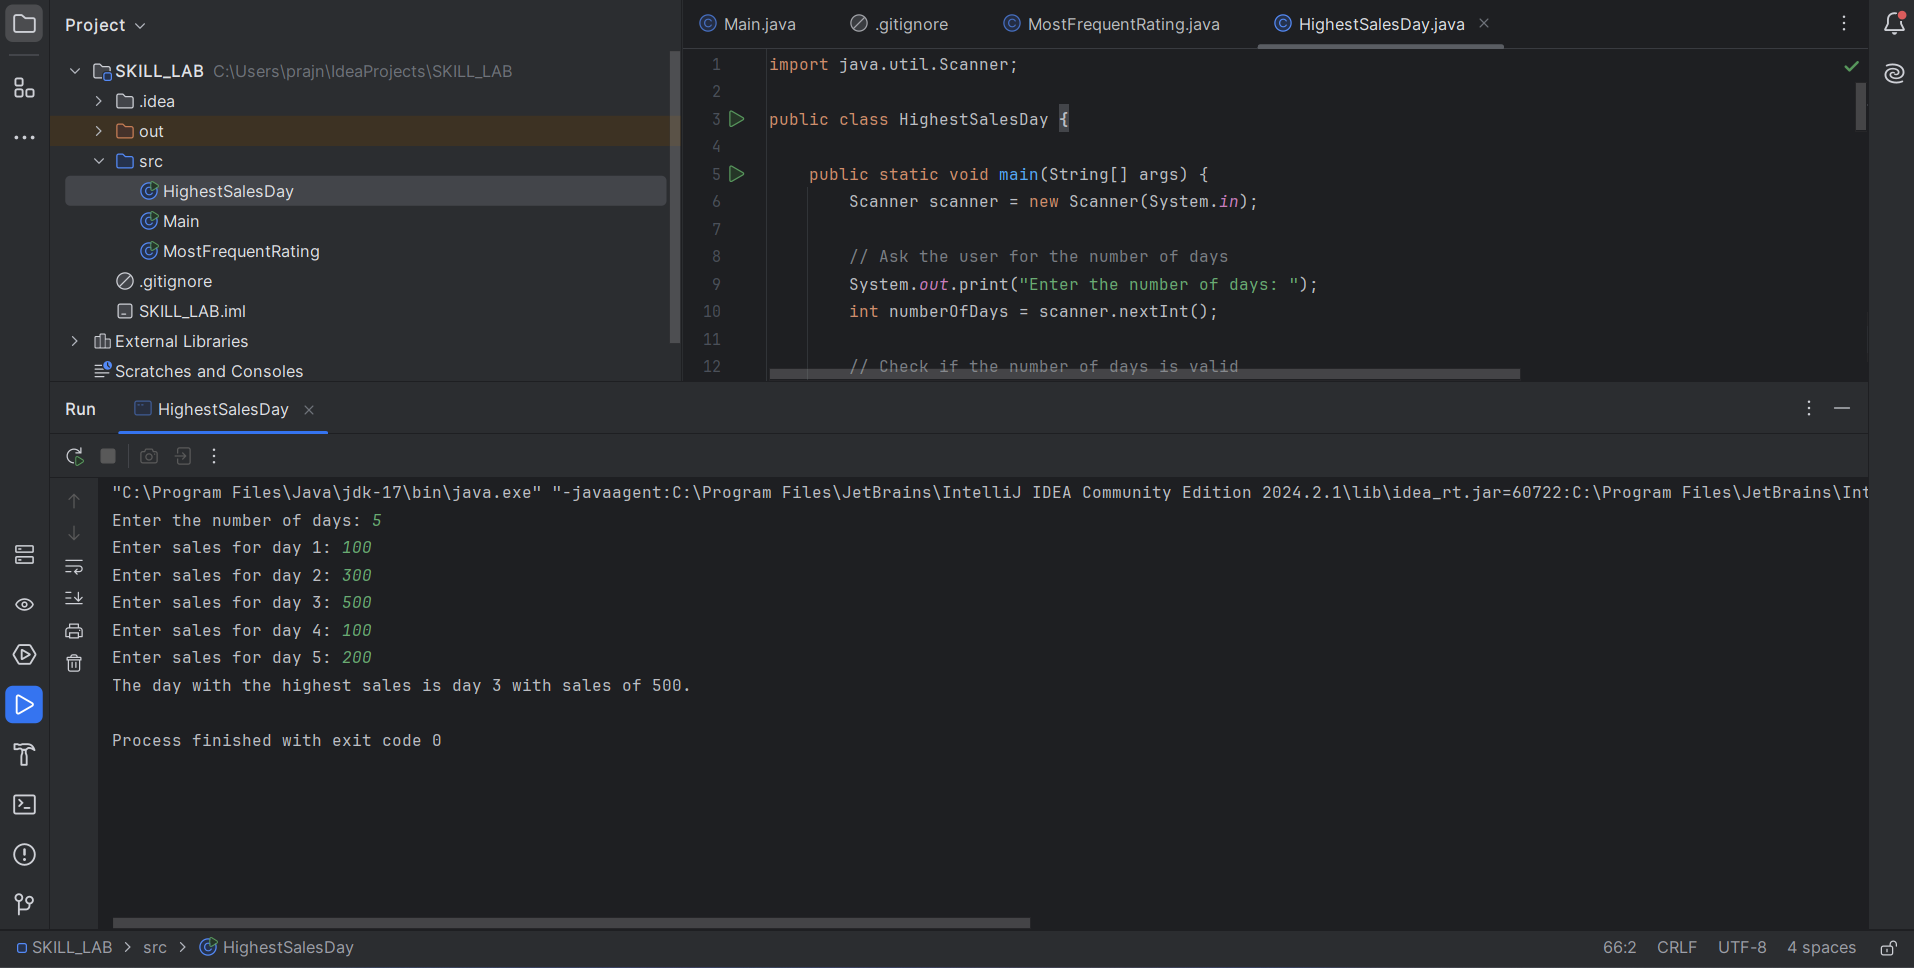 Project
SKILL_LAB C:\Users\prajn\IdeaProjects\SKILL_LAB
.idea
out
src
HighestSalesDay
Main
MostFrequentRating
.gitignore
SKILL_LAB.iml
External Libraries
Scratches and Consoles
Main.java .gitignore MostFrequentRating.java HighestSalesDay.java
1 import java.util.Scanner;
2
3 public class HighestSalesDay {
4
5 public static void main(String[] args) {
6 Scanner scanner = new Scanner(System.in);
7
8 // Ask the user for the number of days
9 System.out.print("Enter the number of days: ");
10 int numberOfDays = scanner.nextInt();
11
12 // Check if the number of days is valid
Run HighestSalesDay
"C:\Program Files\Java\jdk-17\bin\java.exe" "-javaagent:C:\Program Files\JetBrains\IntelliJ IDEA Community Edition 2024.2.1\lib\idea_rt.jar=60722:C:\Program Files\JetBrains\Int
Enter the number of days: 5
Enter sales for day 1: 100
Enter sales for day 2: 300
Enter sales for day 3: 500
Enter sales for day 4: 100
Enter sales for day 5: 200
The day with the highest sales is day 3 with sales of 500.
Process finished with exit code 0
SKILL_LAB > src > HighestSalesDay 66:2 CRLF UTF-8 4 spaces